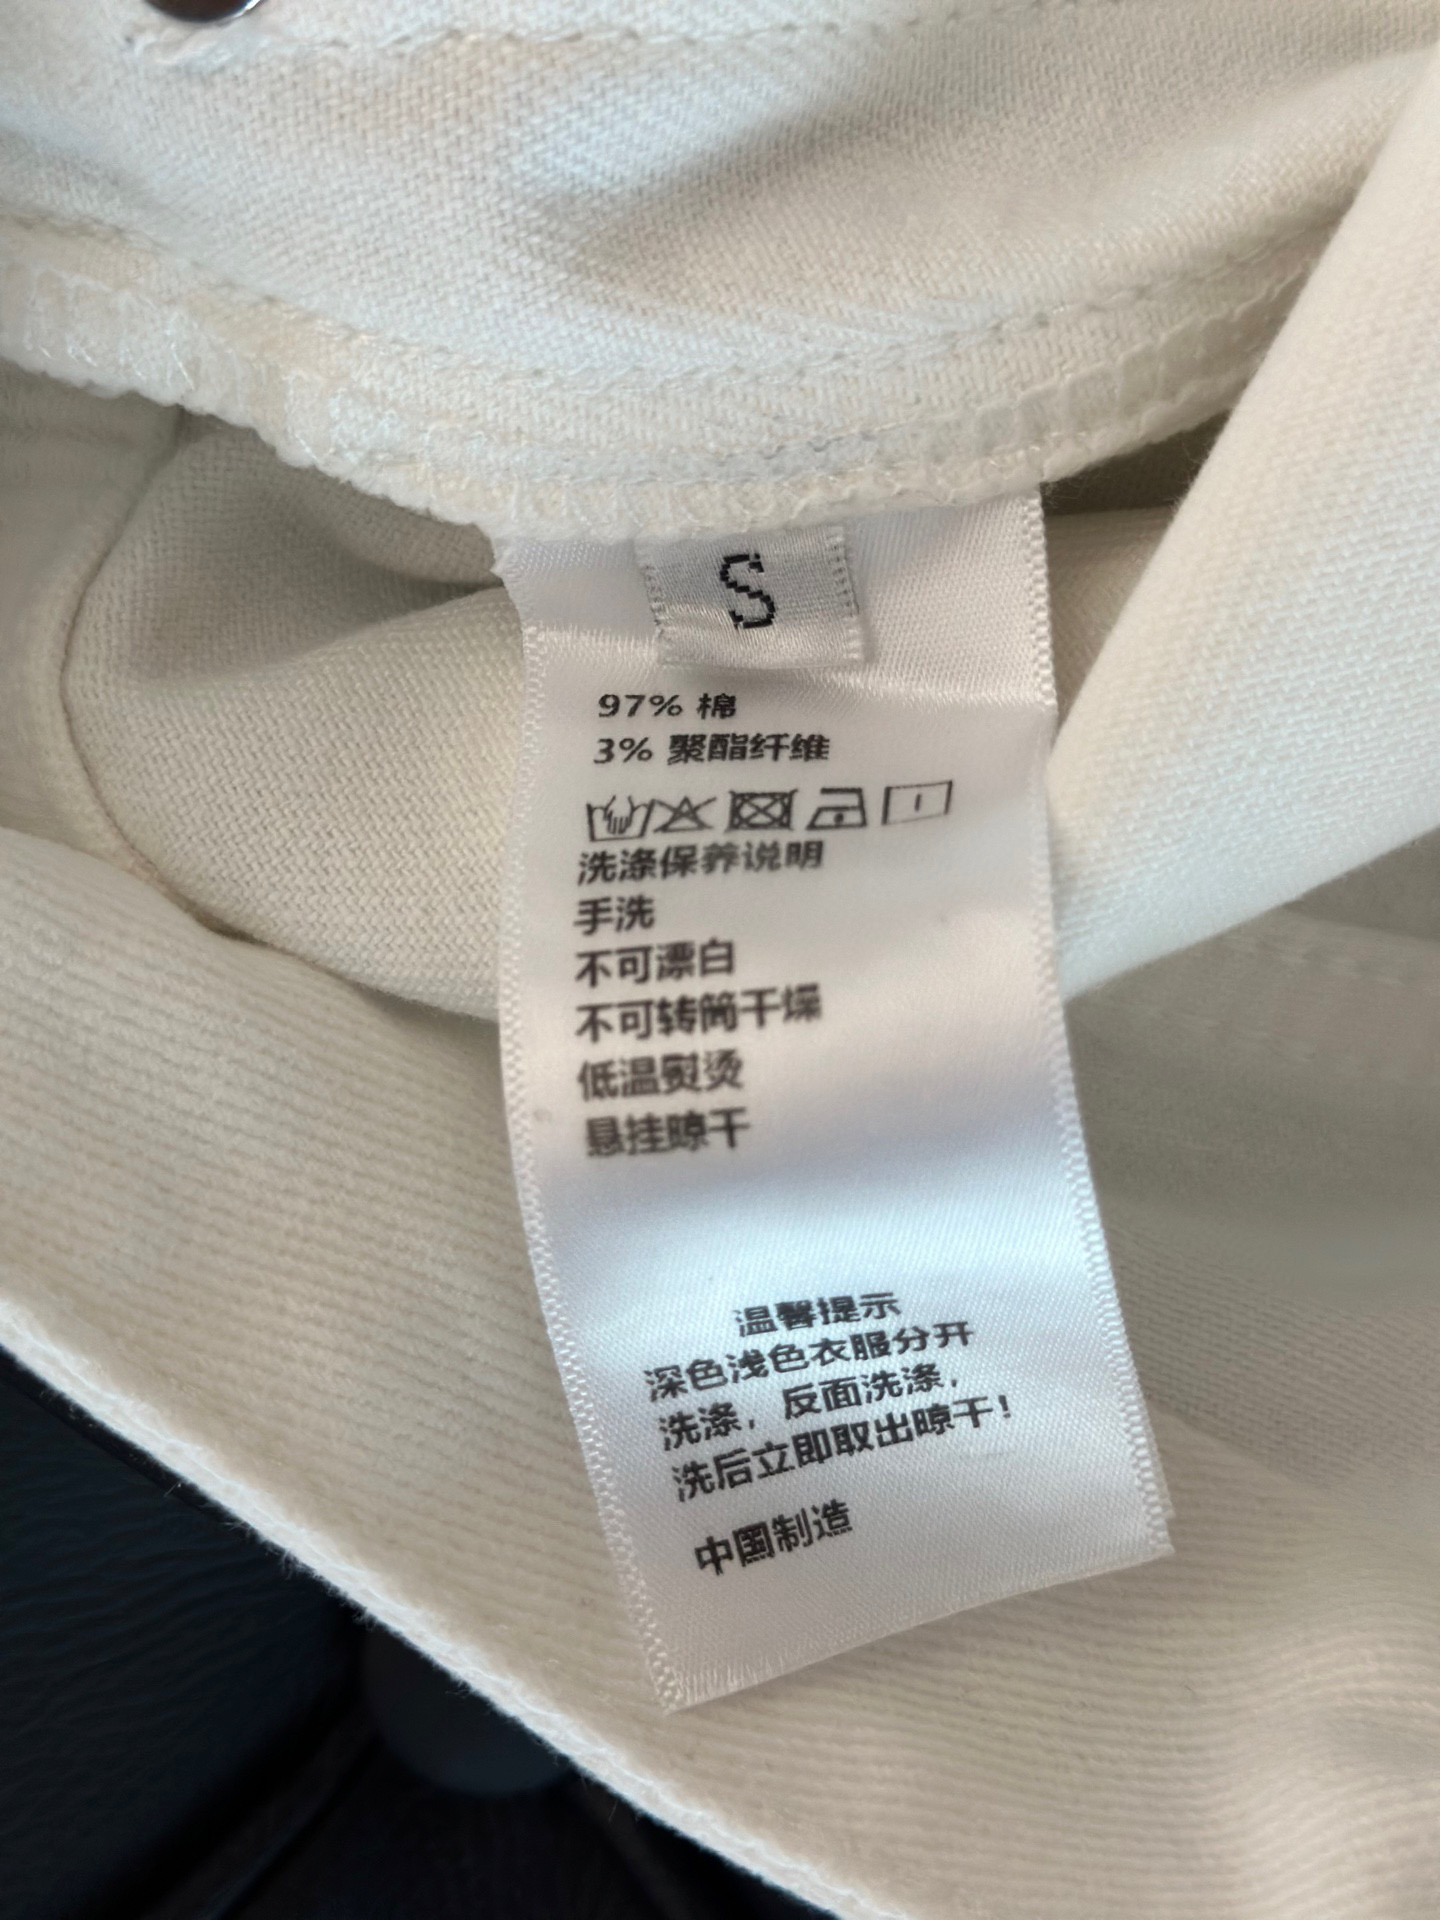 S
97% 棉
3% 聚酯纤维
洗涤保养说明
手洗
不可漂白
不可转筒干燥
低温熨烫
悬挂晾干
温馨提示
深色浅色衣服分开
洗涤，反面洗涤，
洗后立即取出晾干！
中国制造